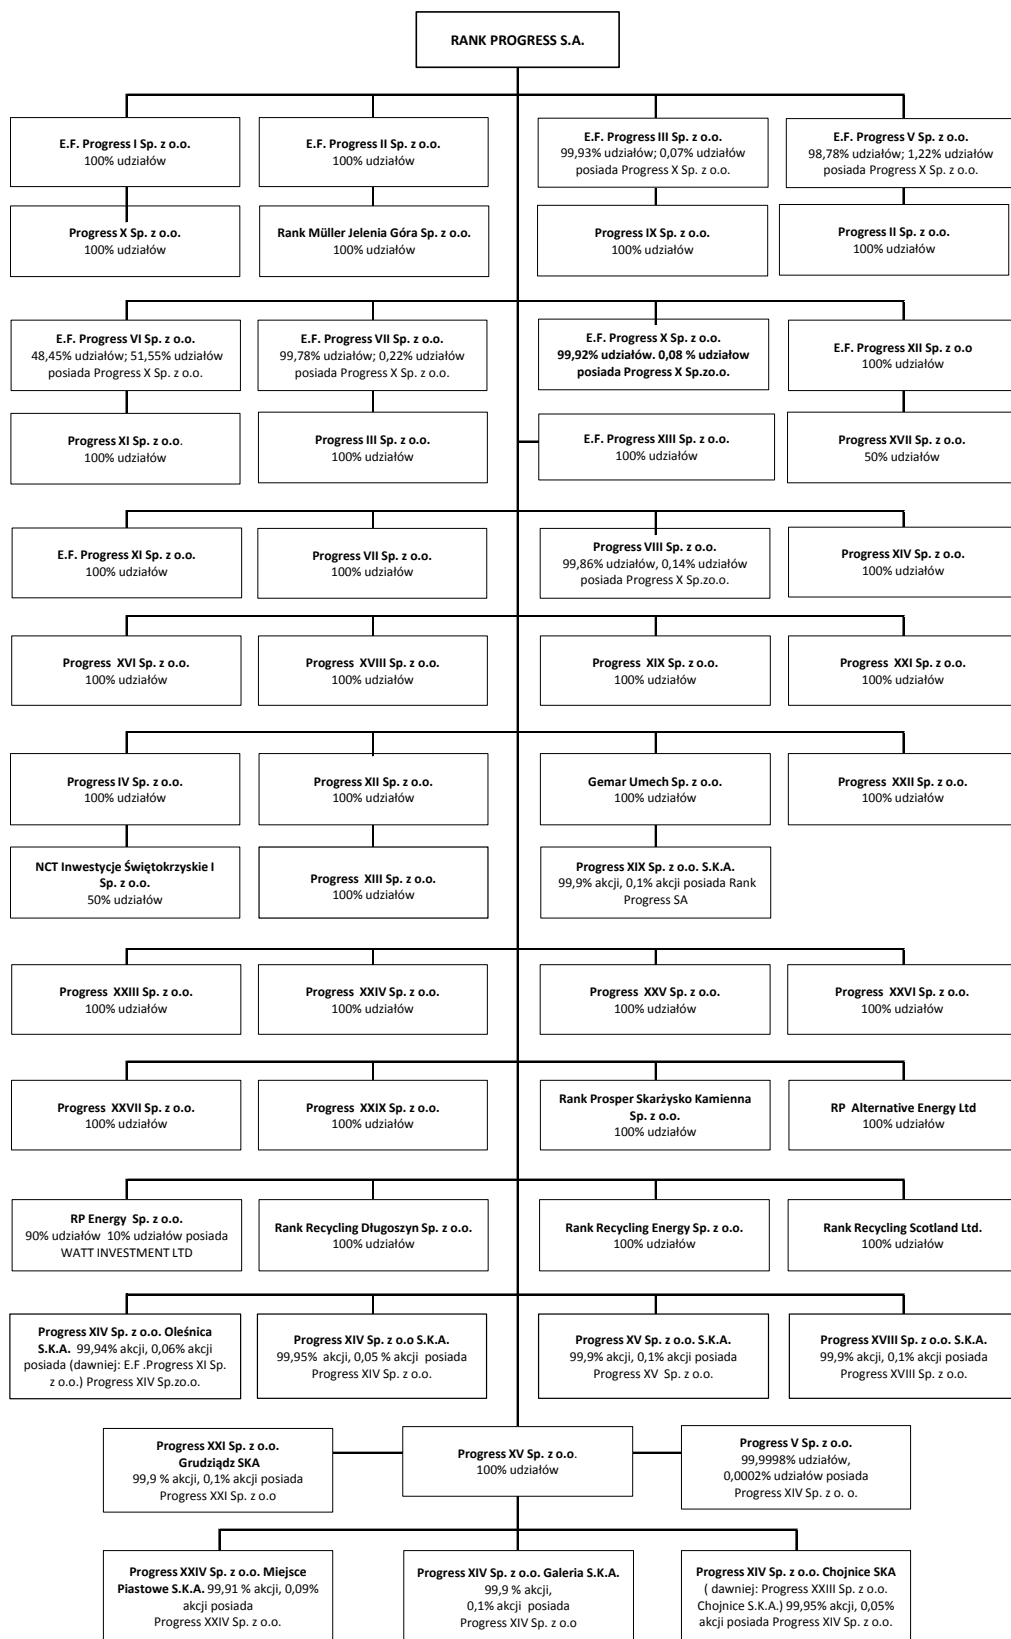 RANK PROGRESS S.A.
E.F. Progress I Sp. z o.o.
100% udziałów
E.F. Progress II Sp. z o.o.
100% udziałów
E.F. Progress III Sp. z o.o.
99,93% udziałów; 0,07% udziałów
posiada Progress X Sp. z o.o.
E.F. Progress V Sp. z o.o.
98,78% udziałów; 1,22% udziałów
posiada Progress X Sp. z o.o.
Progress X Sp. z o.o.
100% udziałów
Rank Müller Jelenia Góra Sp. z o.o.
100% udziałów
Progress IX Sp. z o.o.
100% udziałów
Progress II Sp. z o.o.
100% udziałów
E.F. Progress VI Sp. z o.o.
48,45% udziałów; 51,55% udziałów
posiada Progress X Sp. z o.o.
E.F. Progress VII Sp. z o.o.
99,78% udziałów; 0,22% udziałów
posiada Progress X Sp. z o.o.
E.F. Progress X Sp. z o.o.
99,92% udziałów. 0,08 % udziałow
posiada Progress X Sp.zo.o.
E.F. Progress XII Sp. z o.o
100% udziałów
Progress XI Sp. z o.o.
100% udziałów
Progress III Sp. z o.o.
100% udziałów
E.F. Progress XIII Sp. z o.o.
100% udziałów
Progress XVII Sp. z o.o.
50% udziałów
E.F. Progress XI Sp. z o.o.
100% udziałów
Progress VII Sp. z o.o.
100% udziałów
Progress VIII Sp. z o.o.
99,86% udziałów, 0,14% udziałów
posiada Progress X Sp.zo.o.
Progress XIV Sp. z o.o.
100% udziałów
Progress XVI Sp. z o.o.
100% udziałów
Progress XVIII Sp. z o.o.
100% udziałów
Progress XIX Sp. z o.o.
100% udziałów
Progress XXI Sp. z o.o.
100% udziałów
Progress IV Sp. z o.o.
100% udziałów
Progress XII Sp. z o.o.
100% udziałów
Gemar Umech Sp. z o.o.
100% udziałów
Progress XXII Sp. z o.o.
100% udziałów
NCT Inwestycje Świętokrzyskie I
Sp. z o.o.
50% udziałów
Progress XIII Sp. z o.o.
100% udziałów
Progress XIX Sp. z o.o. S.K.A.
99,9% akcji, 0,1% akcji posiada Rank
Progress SA
Progress XXIII Sp. z o.o.
100% udziałów
Progress XXIV Sp. z o.o.
100% udziałów
Progress XXV Sp. z o.o.
100% udziałów
Progress XXVI Sp. z o.o.
100% udziałów
Progress XXVII Sp. z o.o.
100% udziałów
Progress XXIX Sp. z o.o.
100% udziałów
Rank Prosper Skarżysko Kamienna
Sp. z o.o.
100% udziałów
RP Alternative Energy Ltd
100% udziałów
RP Energy Sp. z o.o.
90% udziałów 10% udziałów posiada
WATT INVESTMENT LTD
Rank Recycling Długoszyn Sp. z o.o.
100% udziałów
Rank Recycling Energy Sp. z o.o.
100% udziałów
Rank Recycling Scotland Ltd.
100% udziałów
Progress XIV Sp. z o.o. Oleśnica
S.K.A. 99,94% akcji, 0,06% akcji
posiada (dawniej: E.F .Progress XI Sp.
z o.o.) Progress XIV Sp.zo.o.
Progress XIV Sp. z o.o S.K.A.
99,95% akcji, 0,05 % akcji posiada
Progress XIV Sp. z o.o.
Progress XV Sp. z o.o. S.K.A.
99,9% akcji, 0,1% akcji posiada
Progress XV Sp. z o.o.
Progress XVIII Sp. z o.o. S.K.A.
99,9% akcji, 0,1% akcji posiada
Progress XVIII Sp. z o.o.
Progress XXI Sp. z o.o.
Grudziądz SKA
99,9 % akcji, 0,1% akcji posiada
Progress XXI Sp. z o.o
Progress XV Sp. z o.o.
100% udziałów
Progress V Sp. z o.o.
99,9998% udziałów,
0,0002% udziałów posiada
Progress XIV Sp. z o. o.
Progress XXIV Sp. z o.o. Miejsce
Piastowe S.K.A. 99,91 % akcji, 0,09%
akcji posiada
Progress XXIV Sp. z o.o.
Progress XIV Sp. z o.o. Galeria S.K.A.
99,9 % akcji,
0,1% akcji posiada
Progress XIV Sp. z o.o
Progress XIV Sp. z o.o. Chojnice SKA
( dawniej: Progress XXIII Sp. z o.o.
Chojnice S.K.A.) 99,95% akcji, 0,05%
akcji posiada Progress XIV Sp. z o.o.